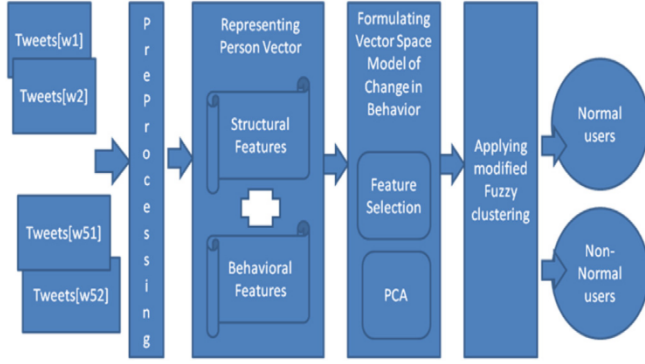 Tweets[w1]
Tweets[w2]
Tweets[w51]
Tweets[w52]
PreProcessing
Representing
Person Vector
Structural
Features
Behavioral
Features
Formulating
Vector Space
Model of
Change in
Behavior
Feature
Selection
PCA
Applying
modified
Fuzzy
clustering
Normal
users
Non-
Normal
users